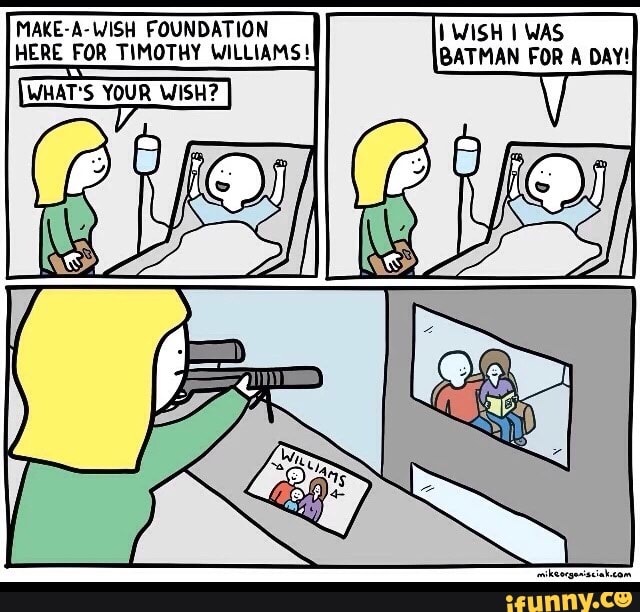 MAKE-A-WISH FOUNDATION
HERE FOR TIMOTHY WILLIAMS!
WHAT'S YOUR WISH?
I WISH I WAS
BATMAN FOR A DAY!
WILLIAMS
mikeorganisciak.com
ifunny.co